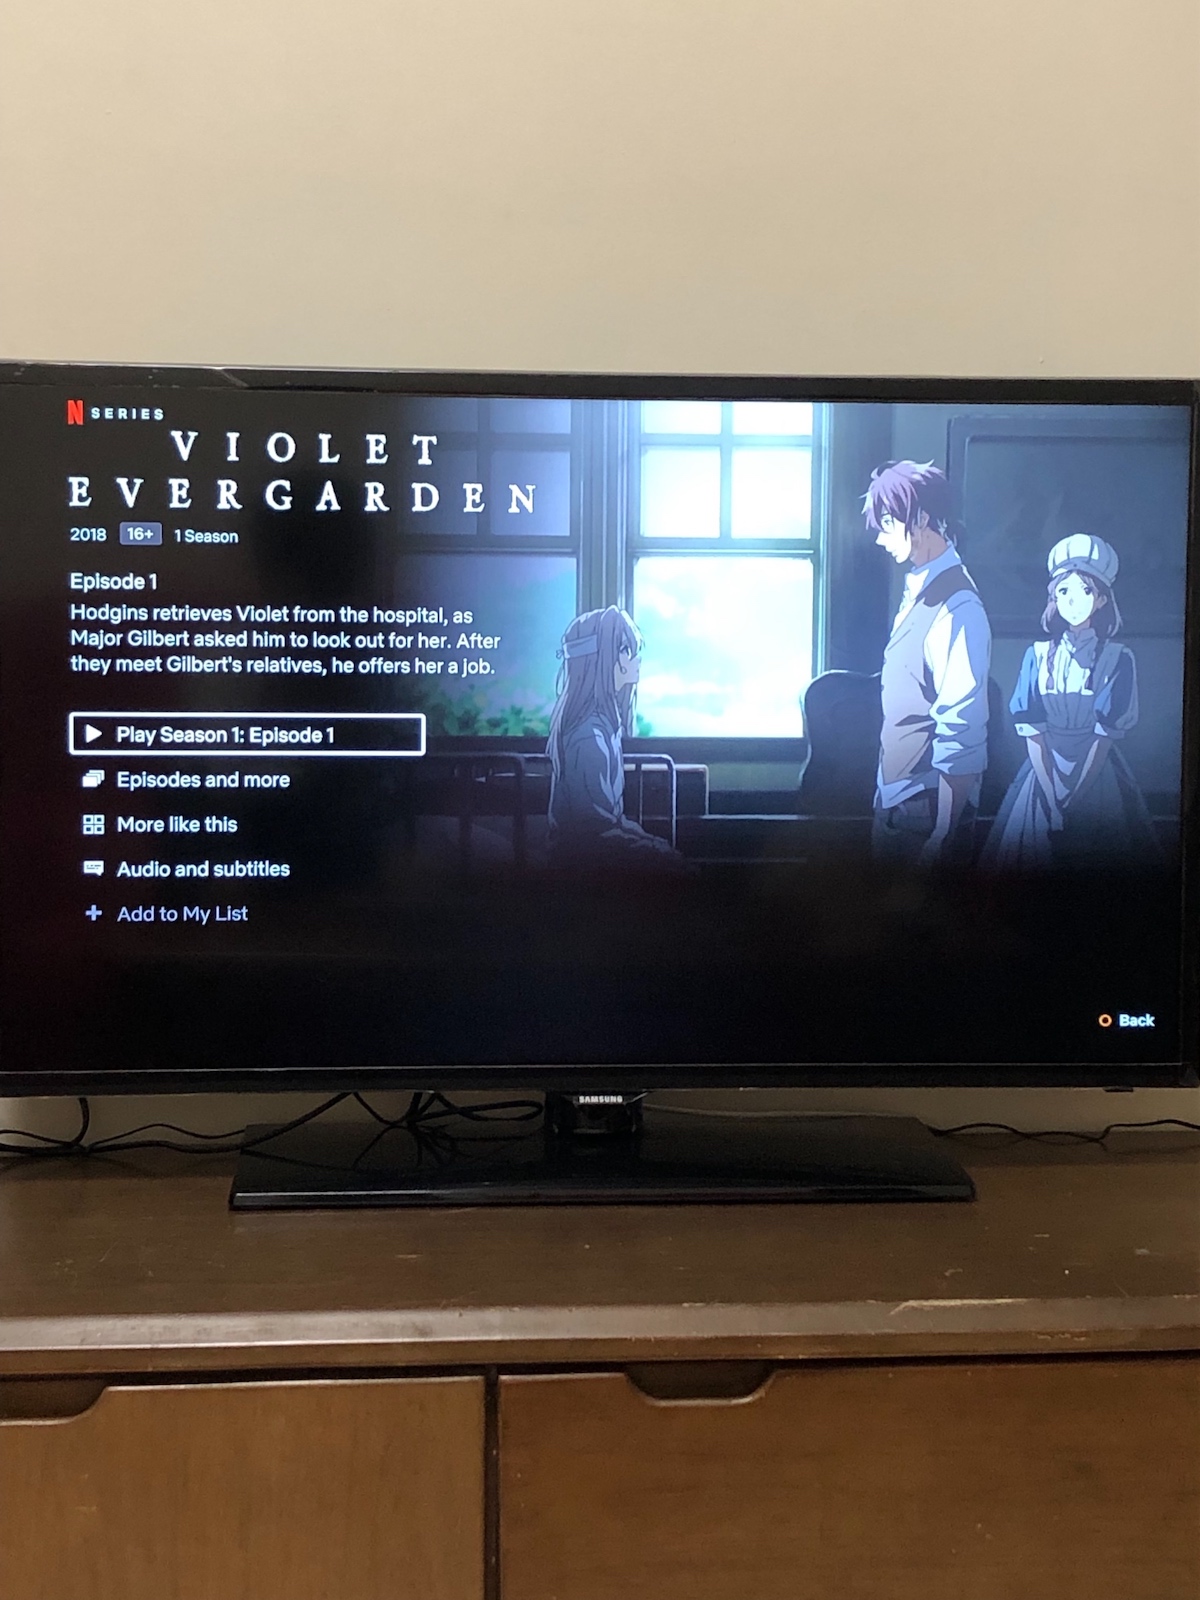 N SERIES
VIOLET
EVERGARDEN
2018 16+ 1 Season
Episode 1
Hodgins retrieves Violet from the hospital, as
Major Gilbert asked him to look out for her. After
they meet Gilbert's relatives, he offers her a job.
Play Season 1: Episode 1
Episodes and more
More like this
Audio and subtitles
+ Add to My List
Back
SAMSUNG